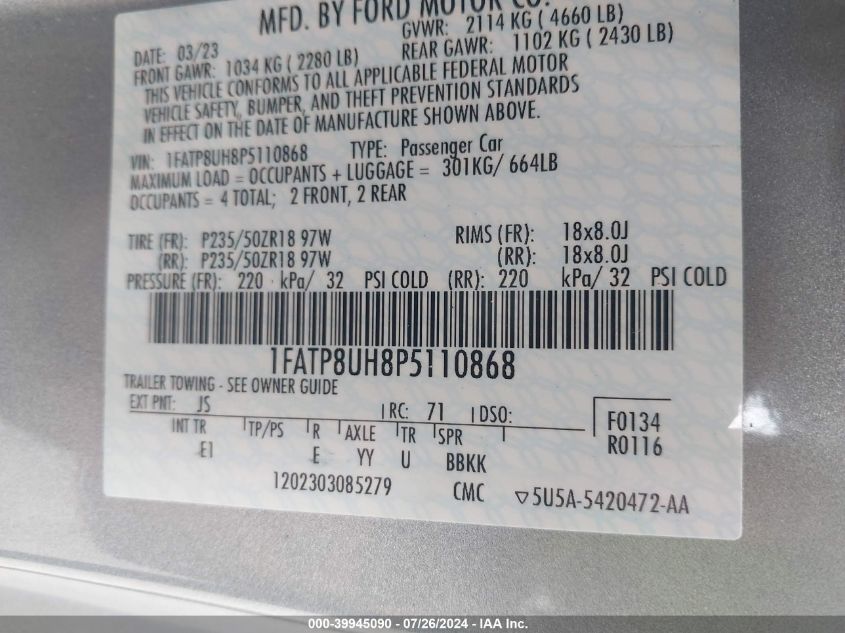 MFD. BY FORD MOTOR CO.
DATE: 03/23 GVWR: 2114 KG ( 4660 LB)
FRONT GAWR: 1034 KG ( 2280 LB) REAR GAWR: 1102 KG ( 2430 LB)
THIS VEHICLE CONFORMS TO ALL APPLICABLE FEDERAL MOTOR
VEHICLE SAFETY, BUMPER, AND THEFT PREVENTION STANDARDS
IN EFFECT ON THE DATE OF MANUFACTURE SHOWN ABOVE.
VIN: 1FATP8UH8P5110868 TYPE: Passenger Car
MAXIMUM LOAD = OCCUPANTS + LUGGAGE = 301KG/ 664LB
OCCUPANTS = 4 TOTAL; 2 FRONT, 2 REAR
TIRE (FR): P235/50ZR18 97W RIMS (FR): 18x8.0J
(RR): P235/50ZR18 97W (RR): 18x8.0J
PRESSURE (FR): 220 kPa/ 32 PSI COLD (RR): 220 kPa/ 32 PSI COLD
1FATP8UH8P5110868
TRAILER TOWING - SEE OWNER GUIDE
EXT PNT: JS RC: 71 DSO: F0134
INT TR TP/PS R AXLE TR SPR R0116
E1 E YY U BBKK
1202303085279 CMC ▽5U5A-5420472-AA
000-39945090 - 07/26/2024 - IAA Inc.